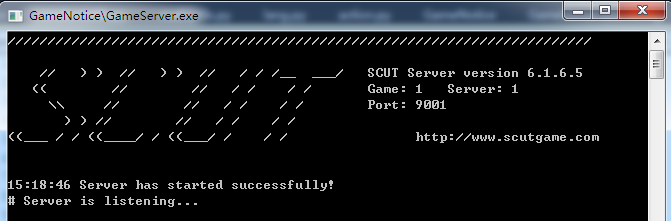 GameNotice\GameServer.exe
////////////////////////////////////////////////////////////////////////
SCUT Server version 6.1.6.5
Game: 1   Server: 1
Port: 9001
http://www.scutgame.com
15:18:46 Server has started successfully!
# Server is listening...